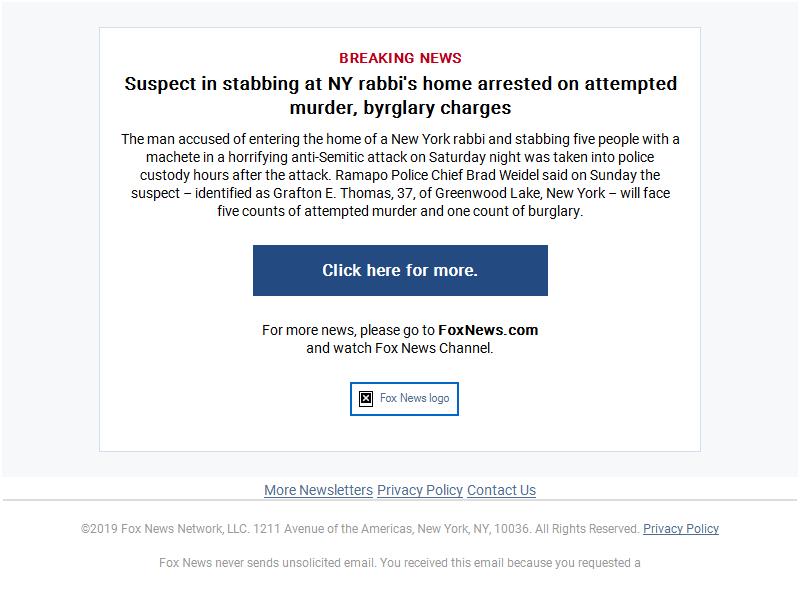 BREAKING NEWS
Suspect in stabbing at NY rabbi's home arrested on attempted
murder, byrglary charges
The man accused of entering the home of a New York rabbi and stabbing five people with a
machete in a horrifying anti-Semitic attack on Saturday night was taken into police
custody hours after the attack. Ramapo Police Chief Brad Weidel said on Sunday the
suspect – identified as Grafton E. Thomas, 37, of Greenwood Lake, New York – will face
five counts of attempted murder and one count of burglary.
Click here for more.
For more news, please go to FoxNews.com
and watch Fox News Channel.
Fox News logo
More Newsletters Privacy Policy Contact Us
©2019 Fox News Network, LLC. 1211 Avenue of the Americas, New York, NY, 10036. All Rights Reserved. Privacy Policy
Fox News never sends unsolicited email. You received this email because you requested a